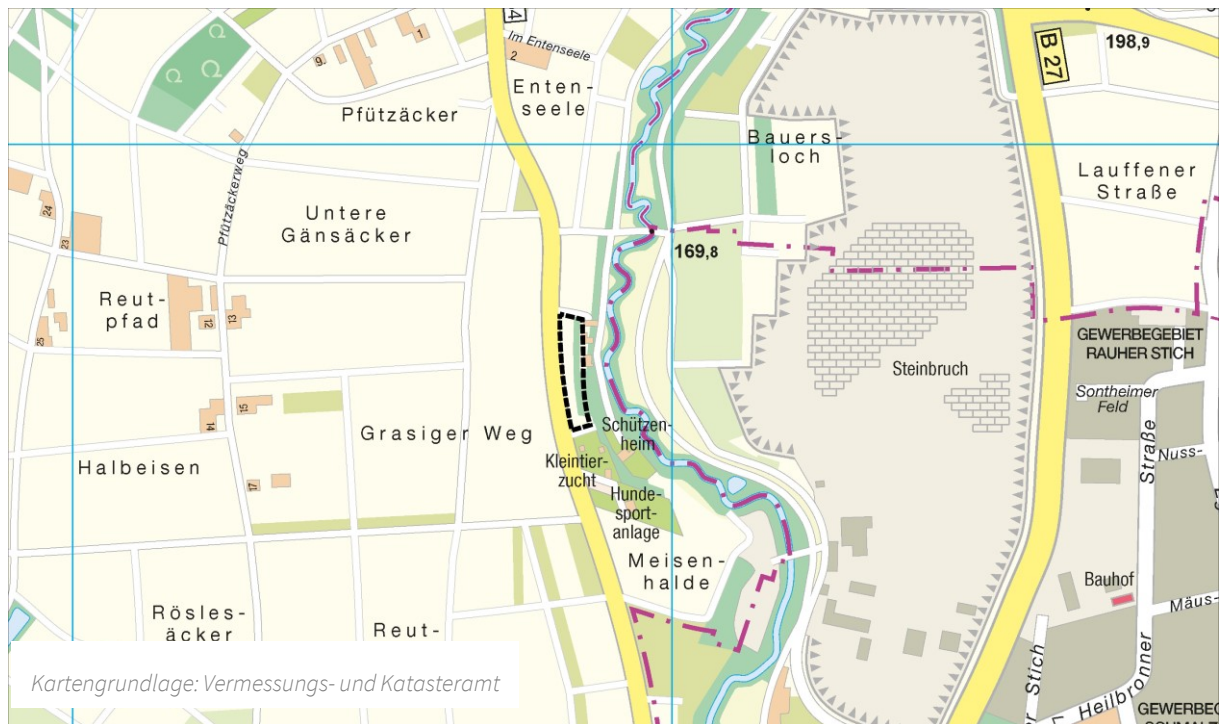 4
Im Entenseele
2
9
1
B 27
198,9
Enten-
seele
Pfützäcker
Bauers-
loch
Lauffener
Straße
Pfützäckerweg
24
23
Untere
Gänsäcker
169,8
Reut-
pfad
12
13
25
GEWERBEGEBIET
RAUHER STICH
Steinbruch
Sontheimer
Feld
15
14
Schützen-
heim
Grasiger Weg
Kleintier-
zucht
Halbeisen
17
Hunde-
sport-
anlage
Straße
Nuss-
Meisen-
halde
Bauhof
Mäus-
Rösles-
äcker
Reut-
Stich
Heilbronner
GEWERBEG
Kartengrundlage: Vermessungs- und Katasteramt